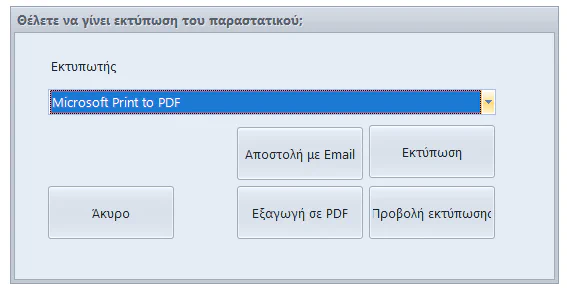 Θέλετε να γίνει εκτύπωση του παραστατικού;
Εκτυπωτής
Microsoft Print to PDF
Αποστολή με Email
Εκτύπωση
Άκυρο
Εξαγωγή σε PDF
Προβολή εκτύπωσης